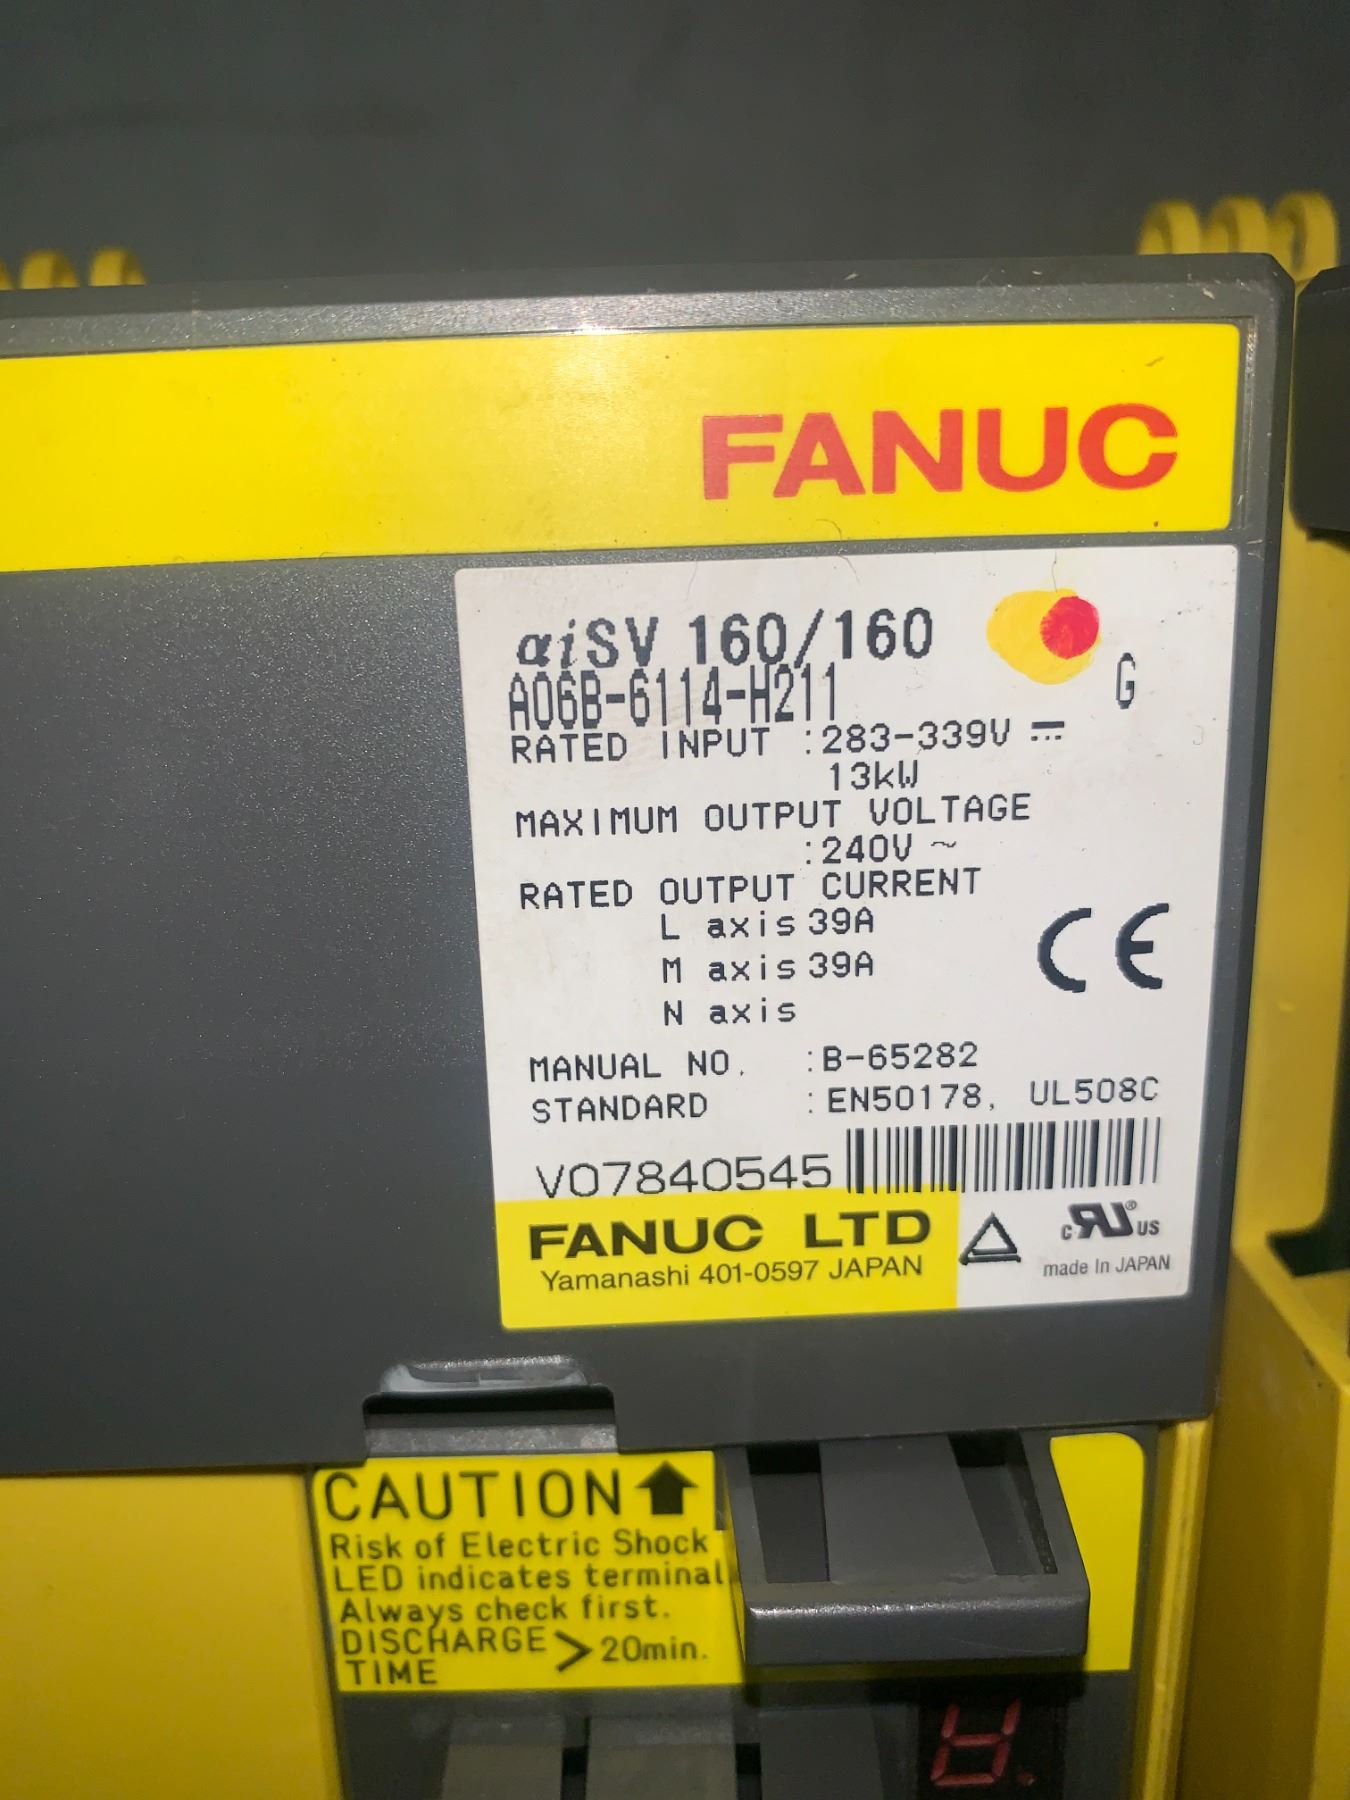 FANUC
αiSV 160/160
G
A06B-6114-H211
RATED INPUT :283-339V ⎓
13kW
MAXIMUM OUTPUT VOLTAGE
:240V ~
RATED OUTPUT CURRENT
L axis 39A
M axis 39A
N axis
CE
MANUAL NO. :B-65282
STANDARD :EN50178, UL508C
V07840545
FANUC LTD
Yamanashi 401-0597 JAPAN
c RU ® US
made In JAPAN
CAUTION
Risk of Electric Shock
LED indicates terminal
Always check first.
DISCHARGE TIME > 20min.